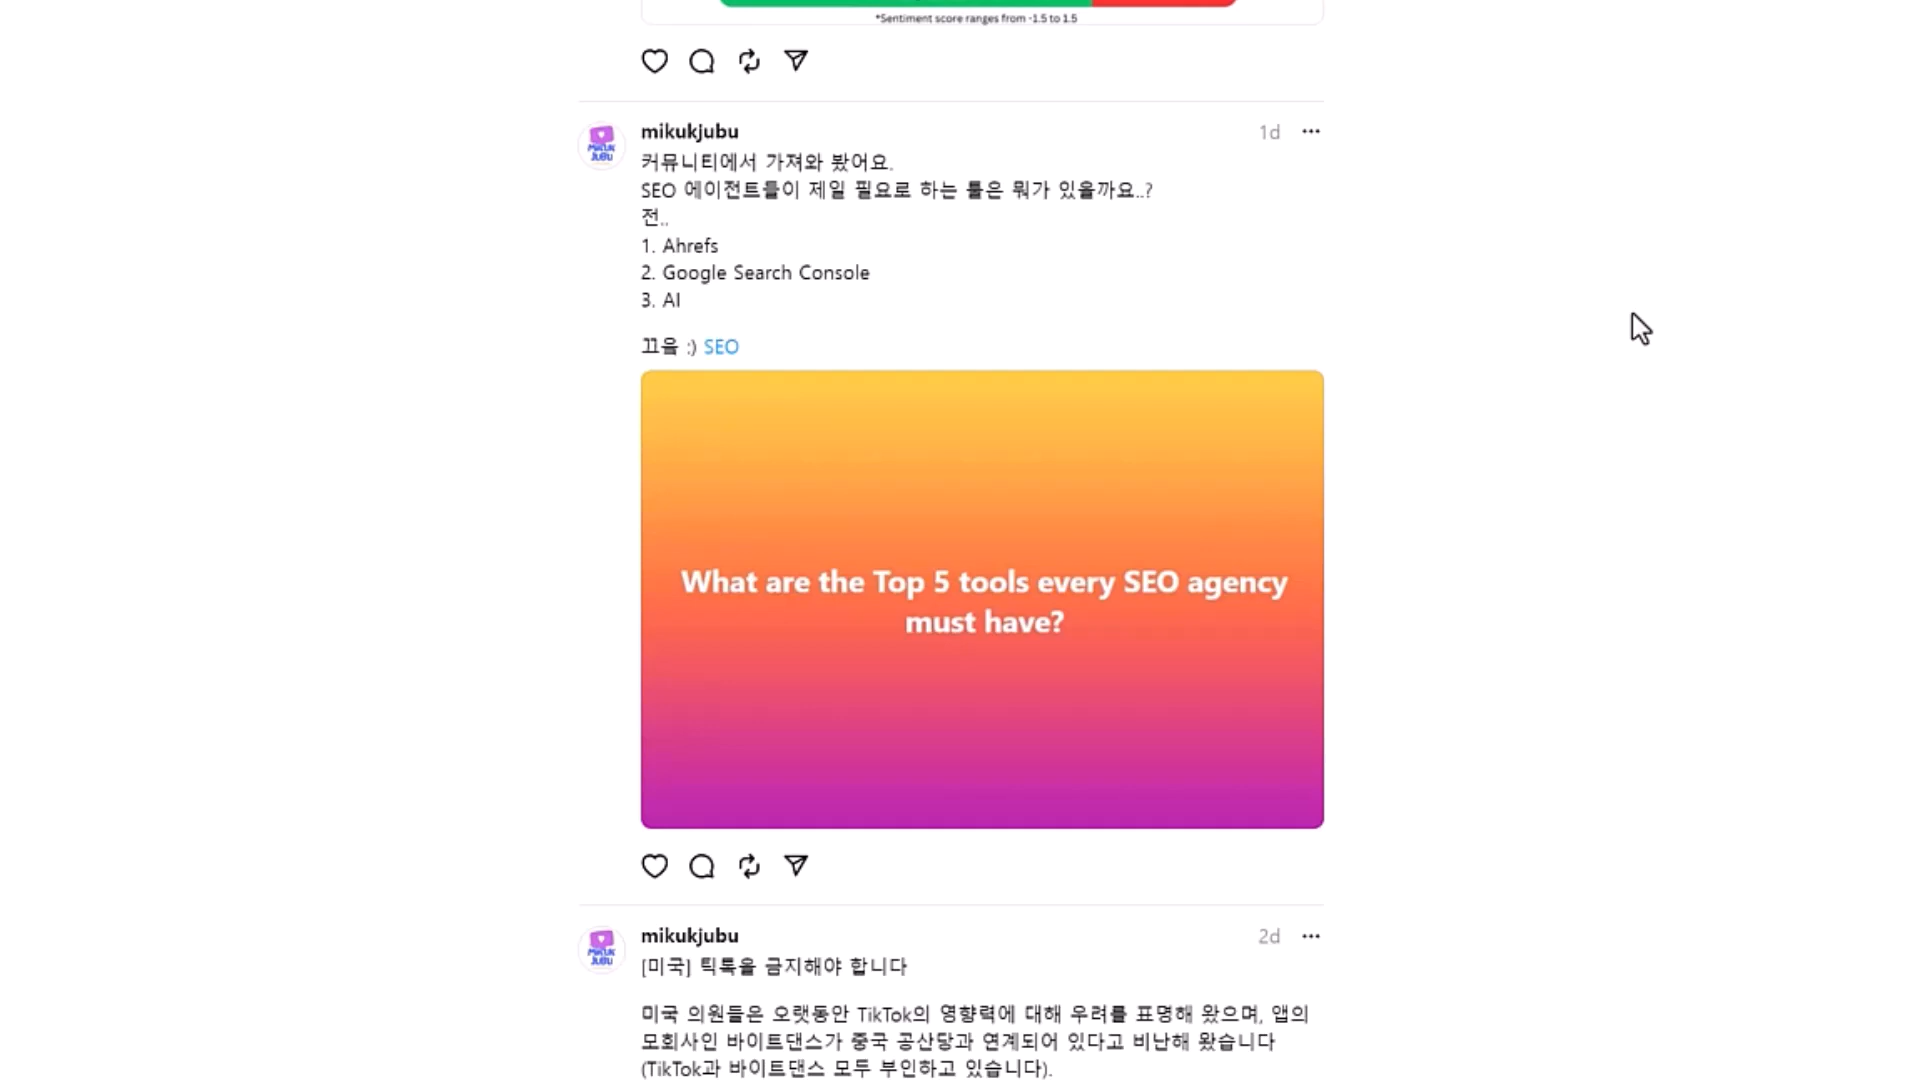 *Sentiment score ranges from -1.5 to 1.5
mikukjubu
1d
커뮤니티에서 가져와 봤어요.
SEO 에이전트들이 제일 필요로 하는 툴은 뭐가 있을까요..?
전..
1. Ahrefs
2. Google Search Console
3. AI
끄읕 :) SEO
What are the Top 5 tools every SEO agency
must have?
mikukjubu
2d
[미국] 틱톡을 금지해야 합니다
미국 의원들은 오랫동안 TikTok의 영향력에 대해 우려를 표명해 왔으며, 앱의
모회사인 바이트댄스가 중국 공산당과 연계되어 있다고 비난해 왔습니다
(TikTok과 바이트댄스 모두 부인하고 있습니다).